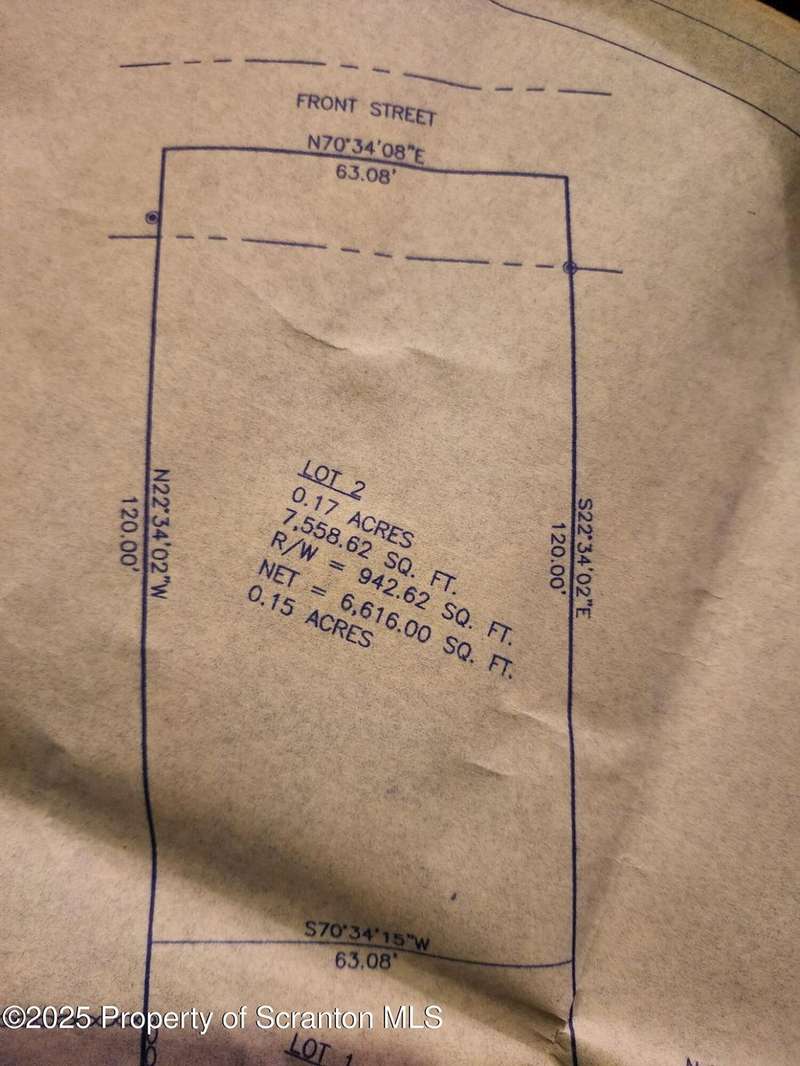 FRONT STREET
N70°34'08"E
63.08'
N22°34'02"W
120.00'
S22°34'02"E
120.00'
LOT 2
0.17 ACRES
7,558.62 SQ. FT.
R/W = 942.62 SQ. FT.
NET = 6,616.00 SQ. FT.
0.15 ACRES
S70°34'15"W
63.08'
©2025 Property of Scranton MLS
LOT 1